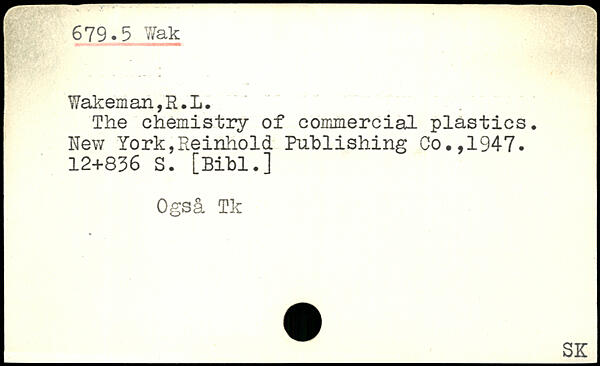 679.5 Wak
Wakeman,R.L.
The chemistry of commercial plastics.
New York,Reinhold Publishing Co.,1947.
12+836 S. [Bibl.]
Også Tk
SK